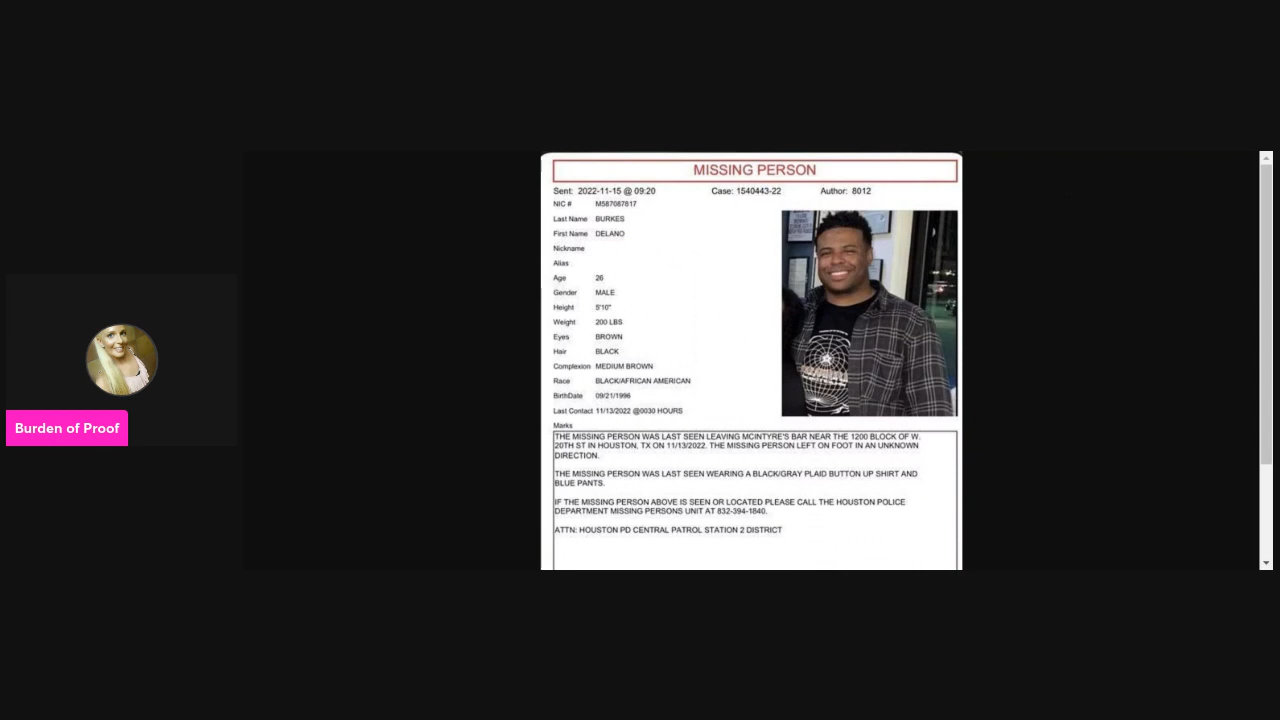 MISSING PERSON
Sent: 2022-11-15 @ 09:20 Case: 1540443-22 Author: 8012
NIC # M587087817
Last Name BURKES
First Name DELANO
Nickname
Alias
Age 26
Gender MALE
Height 5'10"
Weight 200 LBS
Eyes BROWN
Hair BLACK
Complexion MEDIUM BROWN
Race BLACK/AFRICAN AMERICAN
BirthDate 09/21/1996
Last Contact 11/13/2022 @0030 HOURS
Marks
THE MISSING PERSON WAS LAST SEEN LEAVING MCINTYRE'S BAR NEAR THE 1200 BLOCK OF W.
20TH ST IN HOUSTON, TX ON 11/13/2022. THE MISSING PERSON LEFT ON FOOT IN AN UNKNOWN
DIRECTION.
THE MISSING PERSON WAS LAST SEEN WEARING A BLACK/GRAY PLAID BUTTON UP SHIRT AND
BLUE PANTS.
IF THE MISSING PERSON ABOVE IS SEEN OR LOCATED PLEASE CALL THE HOUSTON POLICE
DEPARTMENT MISSING PERSONS UNIT AT 832-394-1840.
ATTN: HOUSTON PD CENTRAL PATROL STATION 2 DISTRICT
Burden of Proof